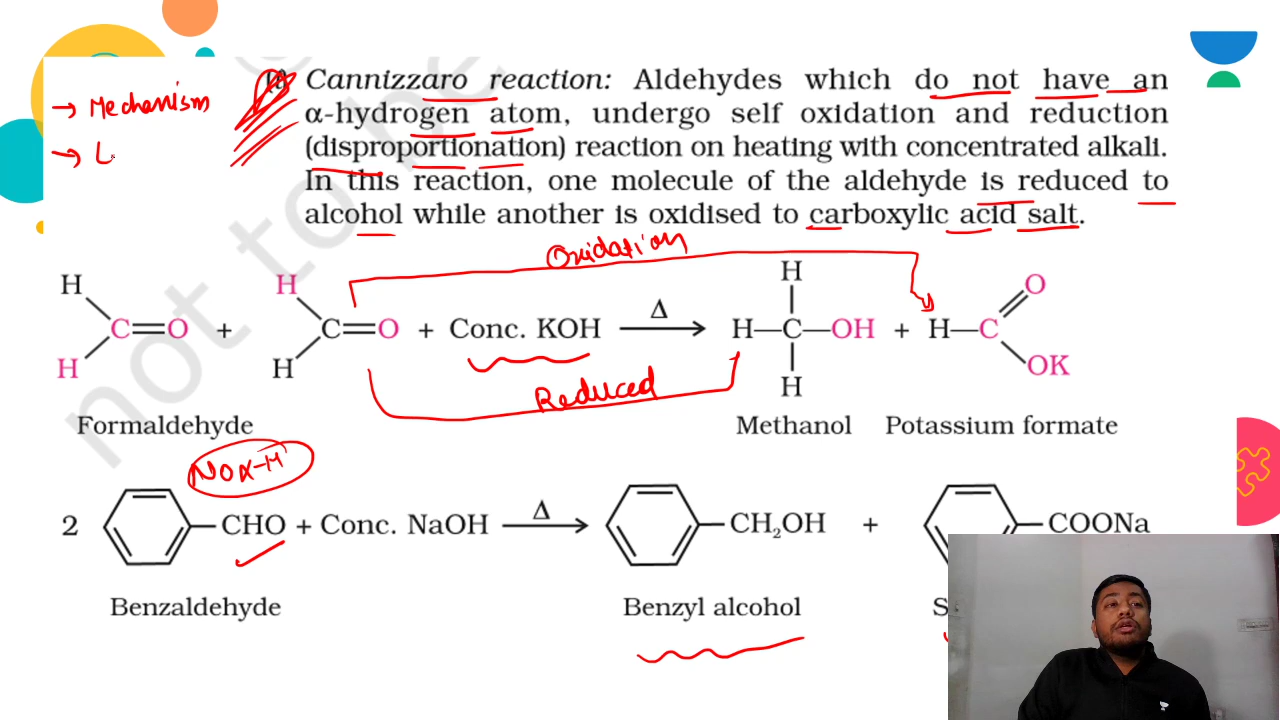 → Mechanism
→ L
Cannizzaro reaction: Aldehydes which do not have an
α-hydrogen atom, undergo self oxidation and reduction
(disproportionation) reaction on heating with concentrated alkali.
In this reaction, one molecule of the aldehyde is reduced to
alcohol while another is oxidised to carboxylic acid salt.
Oxidation
H H H O
C=O + C=O + Conc. KOH Δ H—C—OH + H—C
H H H OK
Reduced
Formaldehyde Methanol Potassium formate
No α-H
2 CHO + Conc. NaOH Δ CH₂OH + COONa
Benzaldehyde Benzyl alcohol S
not to be